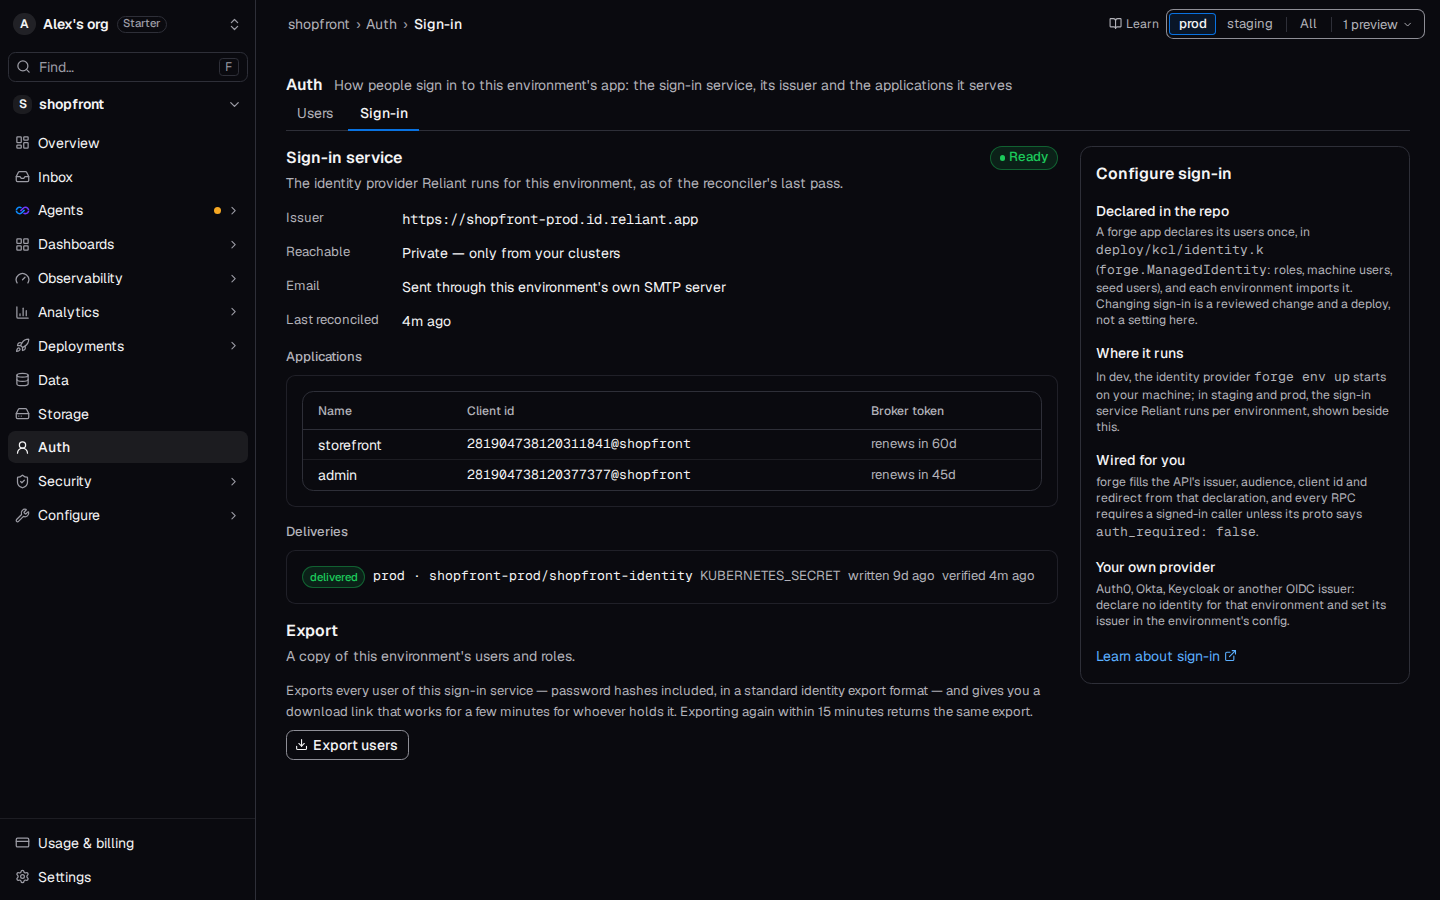 A Alex's org Starter
Find... F
S shopfront
Overview
Inbox
Agents
Dashboards
Observability
Analytics
Deployments
Data
Storage
Auth
Security
Configure
Usage & billing
Settings
shopfront › Auth › Sign-in
Learn prod staging All 1 preview
Auth How people sign in to this environment's app: the sign-in service, its issuer and the applications it serves
Users Sign-in
Sign-in service Ready
The identity provider Reliant runs for this environment, as of the reconciler's last pass.
Issuer https://shopfront-prod.id.reliant.app
Reachable Private — only from your clusters
Email Sent through this environment's own SMTP server
Last reconciled 4m ago
Applications
Name Client id Broker token
storefront 281904738120311841@shopfront renews in 60d
admin 281904738120377377@shopfront renews in 45d
Deliveries
delivered prod · shopfront-prod/shopfront-identity KUBERNETES_SECRET written 9d ago verified 4m ago
Export
A copy of this environment's users and roles.
Exports every user of this sign-in service — password hashes included, in a standard identity export format — and gives you a
download link that works for a few minutes for whoever holds it. Exporting again within 15 minutes returns the same export.
Export users
Configure sign-in
Declared in the repo
A forge app declares its users once, in
deploy/kcl/identity.k
(forge.ManagedIdentity: roles, machine users,
seed users), and each environment imports it.
Changing sign-in is a reviewed change and a deploy,
not a setting here.
Where it runs
In dev, the identity provider forge env up starts
on your machine; in staging and prod, the sign-in
service Reliant runs per environment, shown beside
this.
Wired for you
forge fills the API's issuer, audience, client id and
redirect from that declaration, and every RPC
requires a signed-in caller unless its proto says
auth_required: false.
Your own provider
Auth0, Okta, Keycloak or another OIDC issuer:
declare no identity for that environment and set its
issuer in the environment's config.
Learn about sign-in